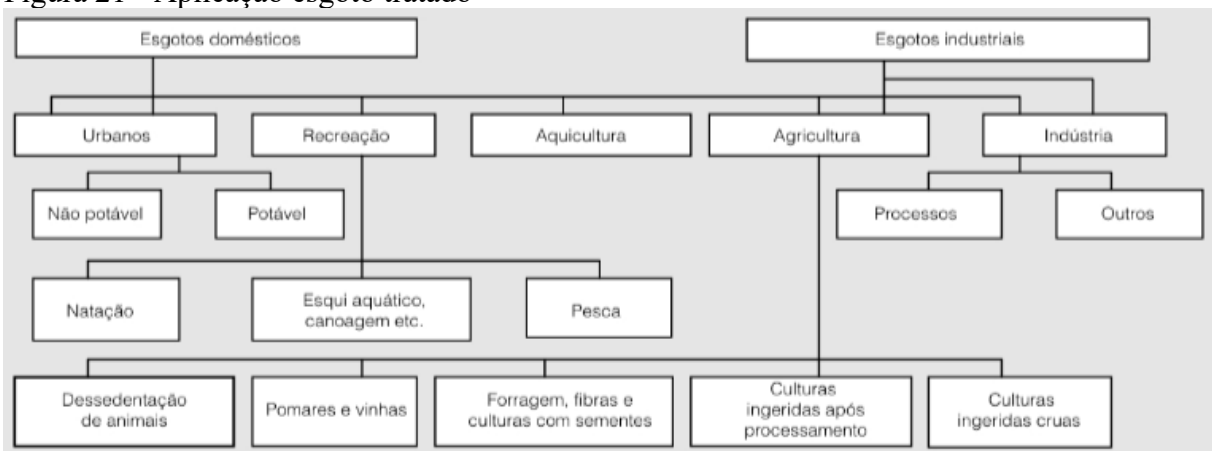 Figura 21 - Aplicação esgoto tratado
Esgotos domésticos
Esgotos industriais
Urbanos
Recreação
Aquicultura
Agricultura
Indústria
Não potável
Potável
Processos
Outros
Natação
Esqui aquático,
canoagem etc.
Pesca
Dessedentação
de animais
Pomares e vinhas
Forragem, fibras e
culturas com sementes
Culturas
ingeridas após
processamento
Culturas
ingeridas cruas